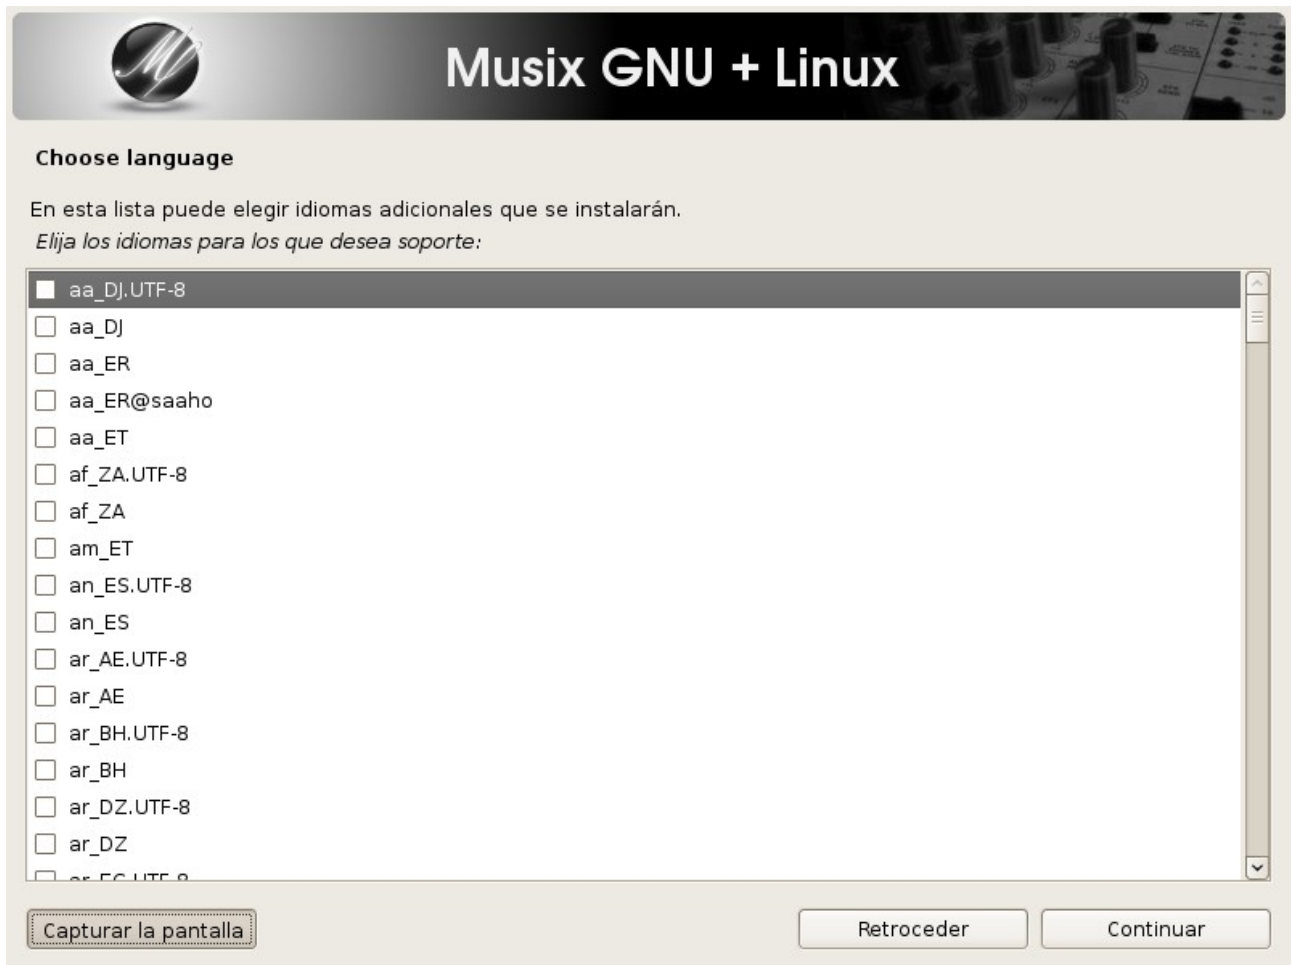 Musix GNU + Linux
Choose language
En esta lista puede elegir idiomas adicionales que se instalarán.
Elija los idiomas para los que desea soporte:
aa_DJ.UTF-8
aa_DJ
aa_ER
aa_ER@saaho
aa_ET
af_ZA.UTF-8
af_ZA
am_ET
an_ES.UTF-8
an_ES
ar_AE.UTF-8
ar_AE
ar_BH.UTF-8
ar_BH
ar_DZ.UTF-8
ar_DZ
Capturar la pantalla
Retroceder
Continuar